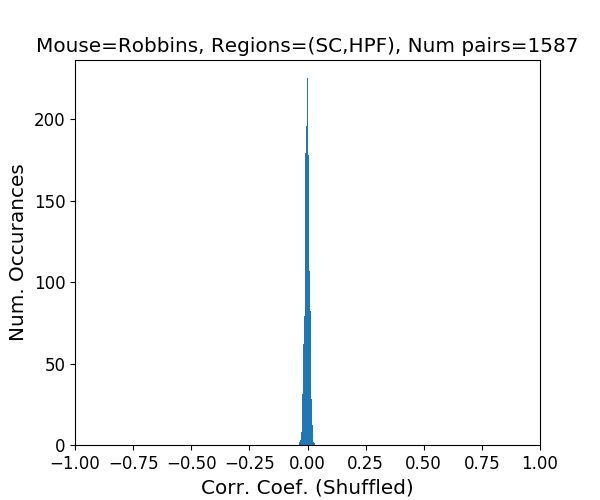 Mouse=Robbins, Regions=(SC,HPF), Num pairs=1587
Num. Occurances
200
150
100
50
0
−1.00 −0.75 −0.50 −0.25 0.00 0.25 0.50 0.75 1.00
Corr. Coef. (Shuffled)